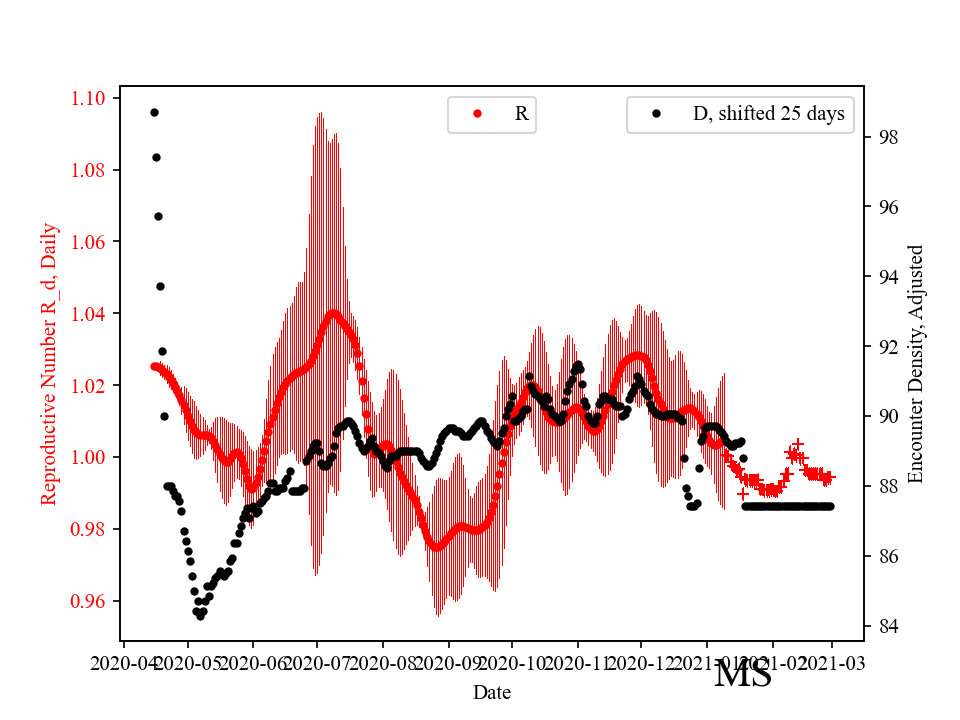 R
D, shifted 25 days
1.10
1.08
1.06
1.04
1.02
1.00
0.98
0.96
Reproductive Number R_d, Daily
98
96
94
92
90
88
86
84
Encounter Density, Adjusted
2020-04 2020-05 2020-06 2020-07 2020-08 2020-09 2020-10 2020-11 2020-12 2021-01 2021-02 2021-03
MS
Date